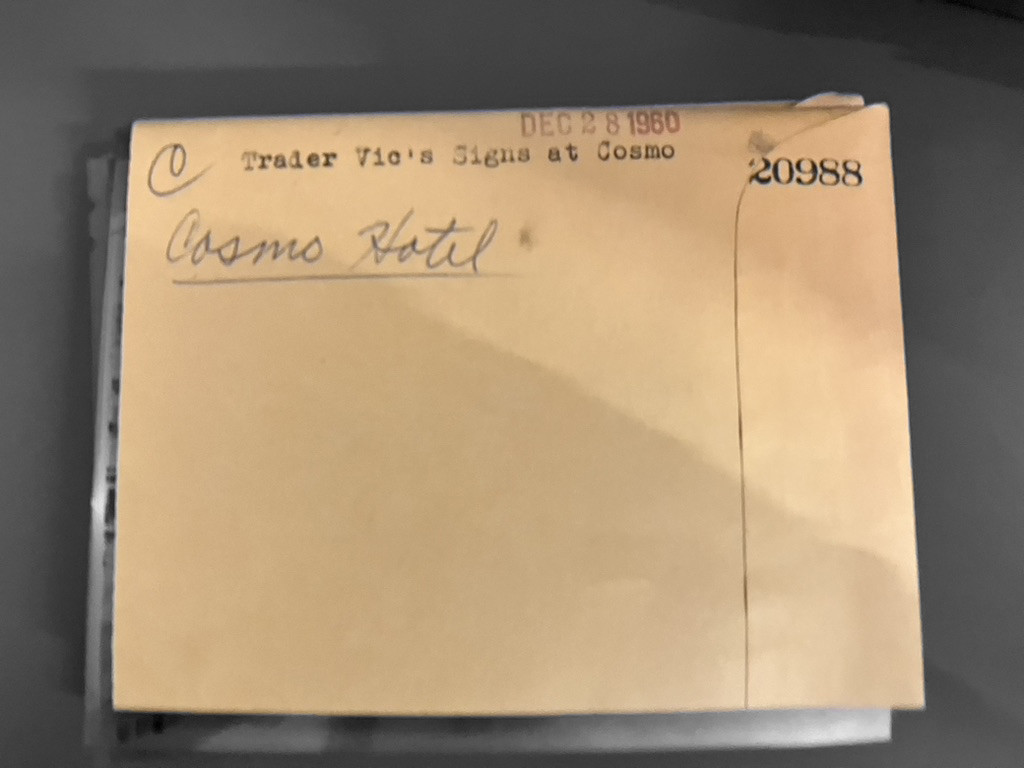 DEC 28 1960
Trader Vic's Signs at Cosmo
20988
C
Cosmo Hotel